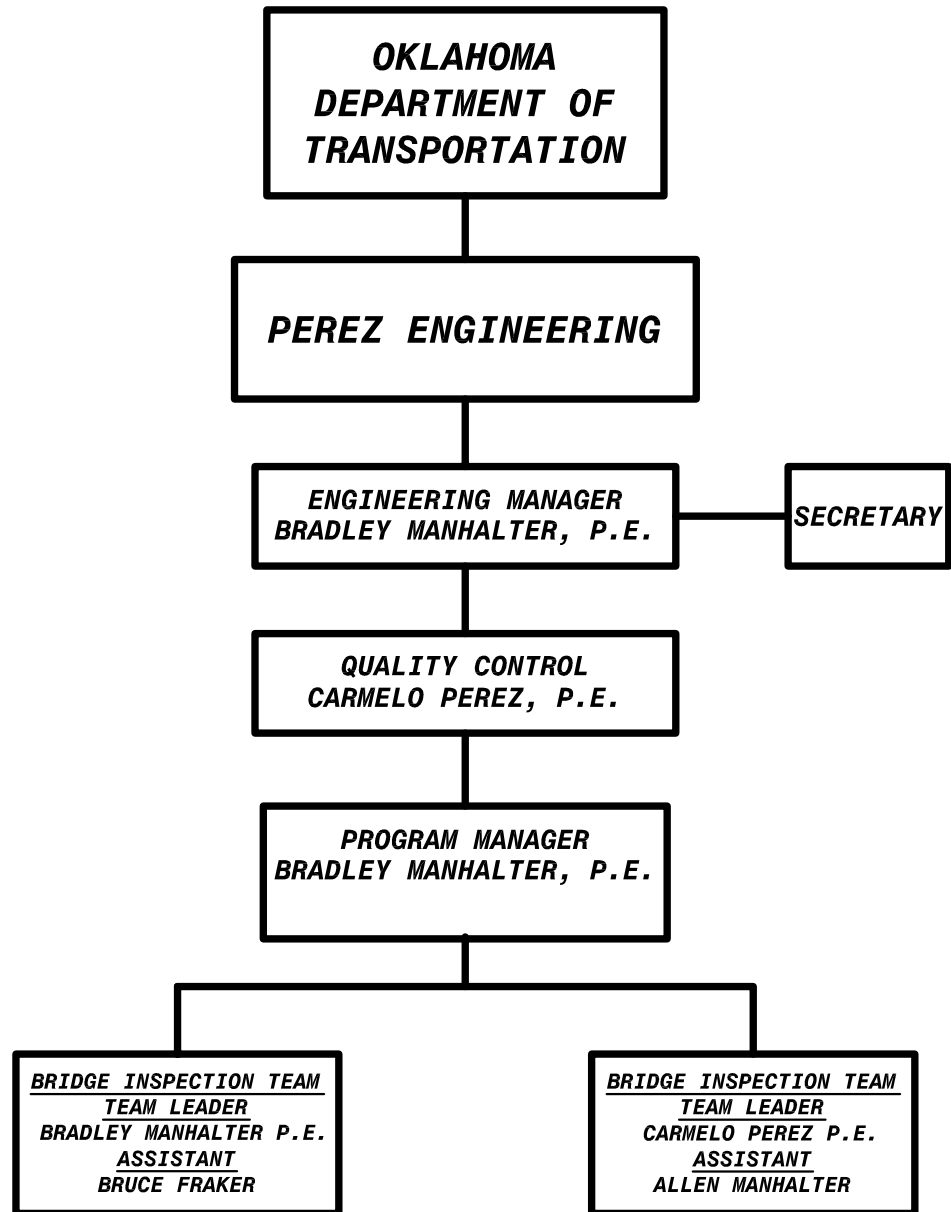 OKLAHOMA
DEPARTMENT OF
TRANSPORTATION
PEREZ ENGINEERING
ENGINEERING MANAGER
BRADLEY MANHALTER, P.E.
SECRETARY
QUALITY CONTROL
CARMELO PEREZ, P.E.
PROGRAM MANAGER
BRADLEY MANHALTER, P.E.
BRIDGE INSPECTION TEAM
TEAM LEADER
BRADLEY MANHALTER P.E.
ASSISTANT
BRUCE FRAKER
BRIDGE INSPECTION TEAM
TEAM LEADER
CARMELO PEREZ P.E.
ASSISTANT
ALLEN MANHALTER